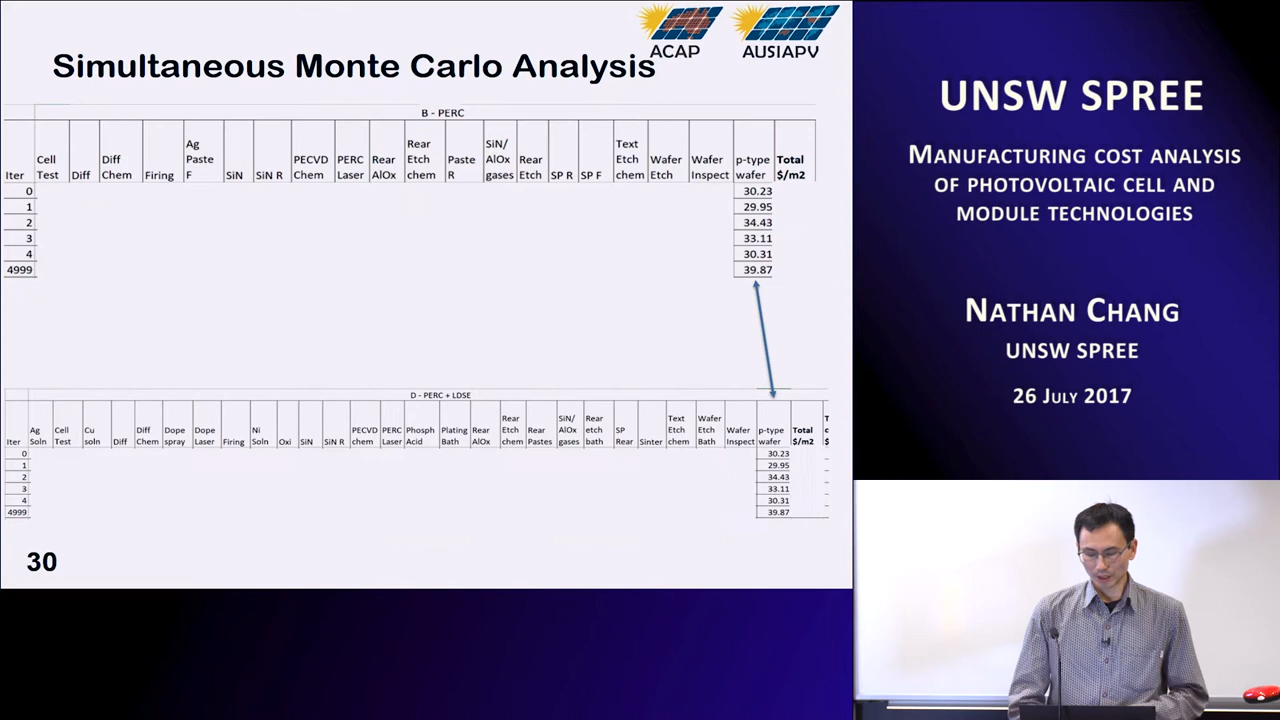 ACAP
AUSIAPV
Simultaneous Monte Carlo Analysis
B - PERC
Iter Cell Test Diff Diff Chem Firing Ag Paste F SiN SiN R PECVD Chem PERC Laser Rear AlOx Rear Etch chem Paste R SiN/ AlOx gases Rear Etch SP R SP F Text Etch chem Wafer Etch Wafer Inspect p-type wafer Total $/m2
0 30.23
1 29.95
2 34.43
3 33.11
4 30.31
4999 39.87
D - PERC + LDSE
Iter Ag Soln Cell Test Cu soln Diff Diff Chem Dope spray Dope Laser Firing Ni Soln Oxi SiN SiN R PECVD chem PERC Laser Phosph Acid Plating Bath Rear AlOx Rear Etch chem Rear Pastes SiN/ AlOx gases Rear etch bath SP Rear Sinter Text Etch chem Wafer Etch Bath Wafer Inspect p-type wafer Total $/m2
0 30.23
1 29.95
2 34.43
3 33.11
4 30.31
4999 39.87
30
UNSW SPREE
MANUFACTURING COST ANALYSIS
OF PHOTOVOLTAIC CELL AND
MODULE TECHNOLOGIES
NATHAN CHANG
UNSW SPREE
26 JULY 2017